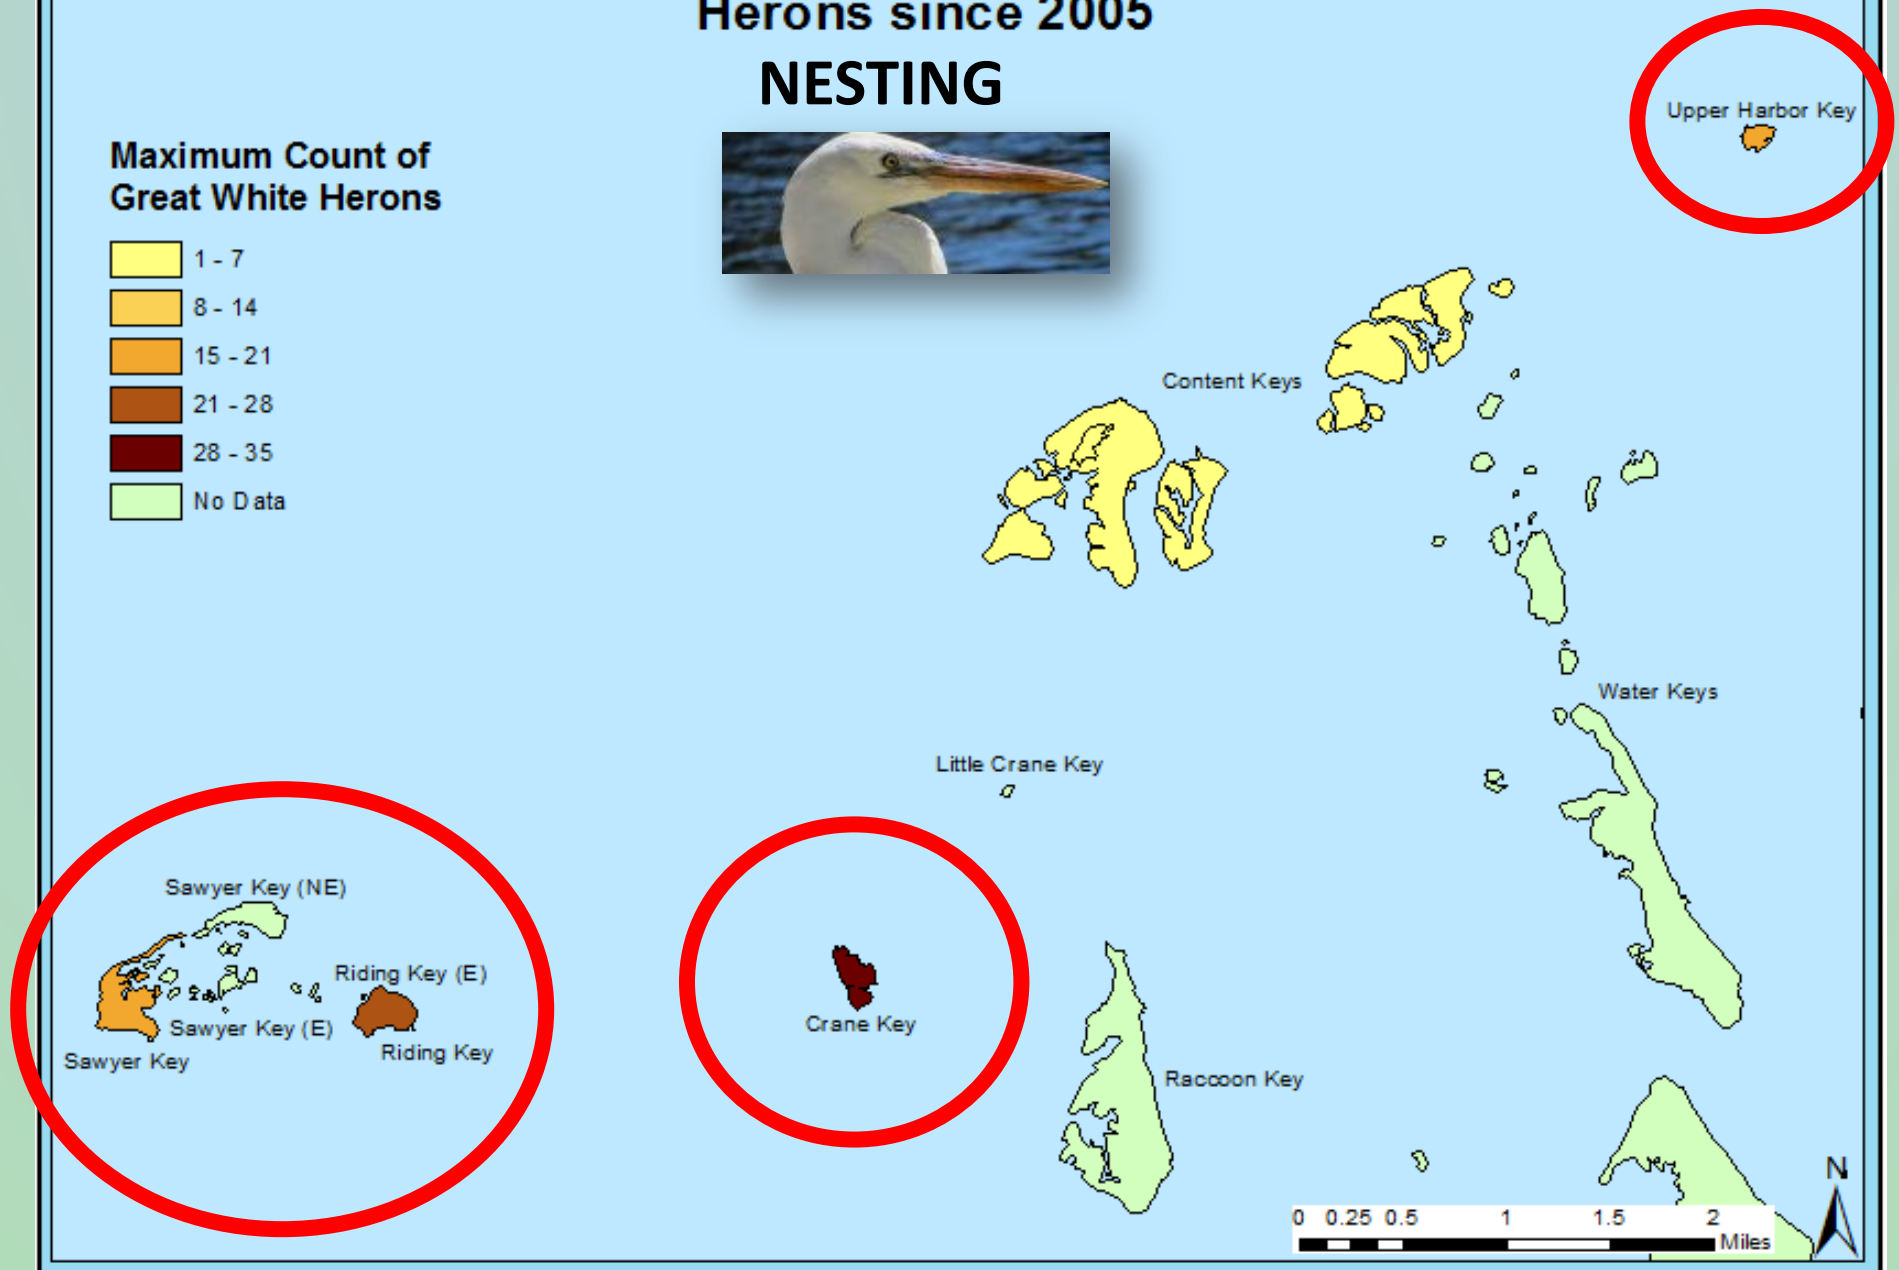 Herons since 2005
NESTING
Maximum Count of
Great White Herons
1 - 7
8 - 14
15 - 21
21 - 28
28 - 35
No Data
Upper Harbor Key
Content Keys
Water Keys
Little Crane Key
Sawyer Key (NE)
Riding Key (E)
Sawyer Key (E)
Riding Key
Sawyer Key
Crane Key
Raccoon Key
N
0 0.25 0.5 1 1.5 2
Miles